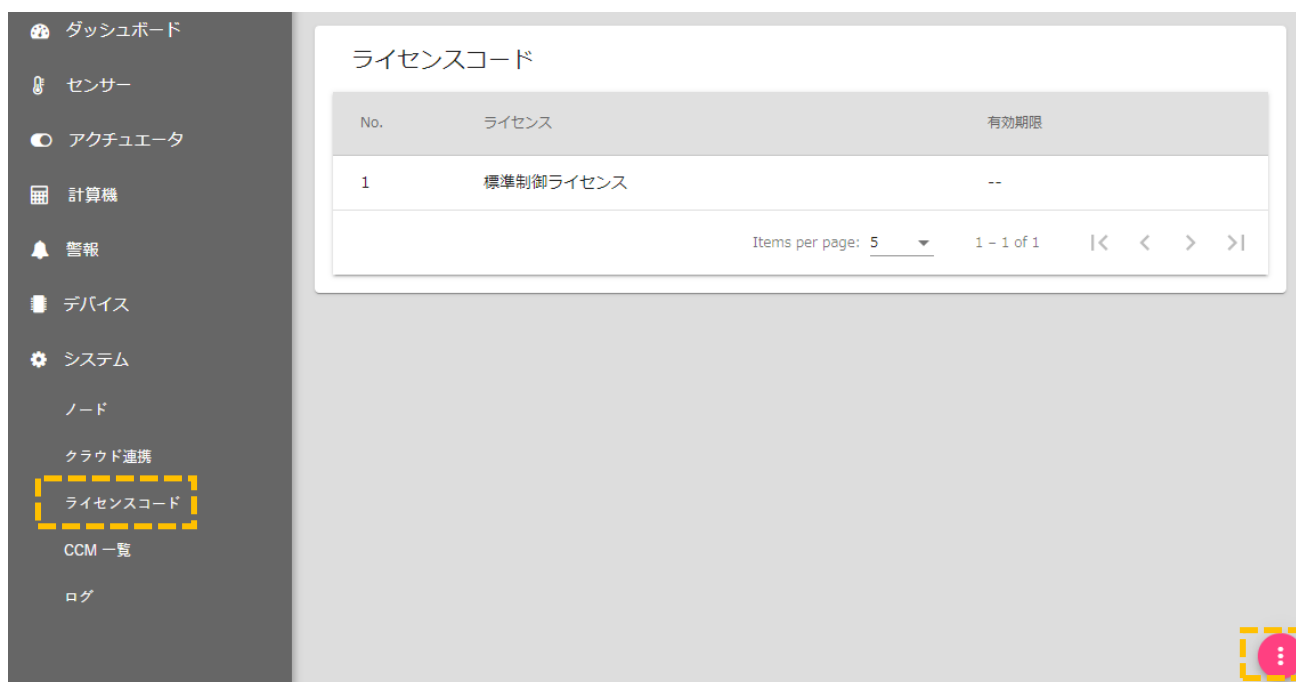 ダッシュボード
センサー
アクチュエータ
計算機
警報
デバイス
システム
ノード
クラウド連携
ライセンスコード
CCM 一覧
ログ
ライセンスコード
No. ライセンス 有効期限
1 標準制御ライセンス --
Items per page: 5 1 – 1 of 1